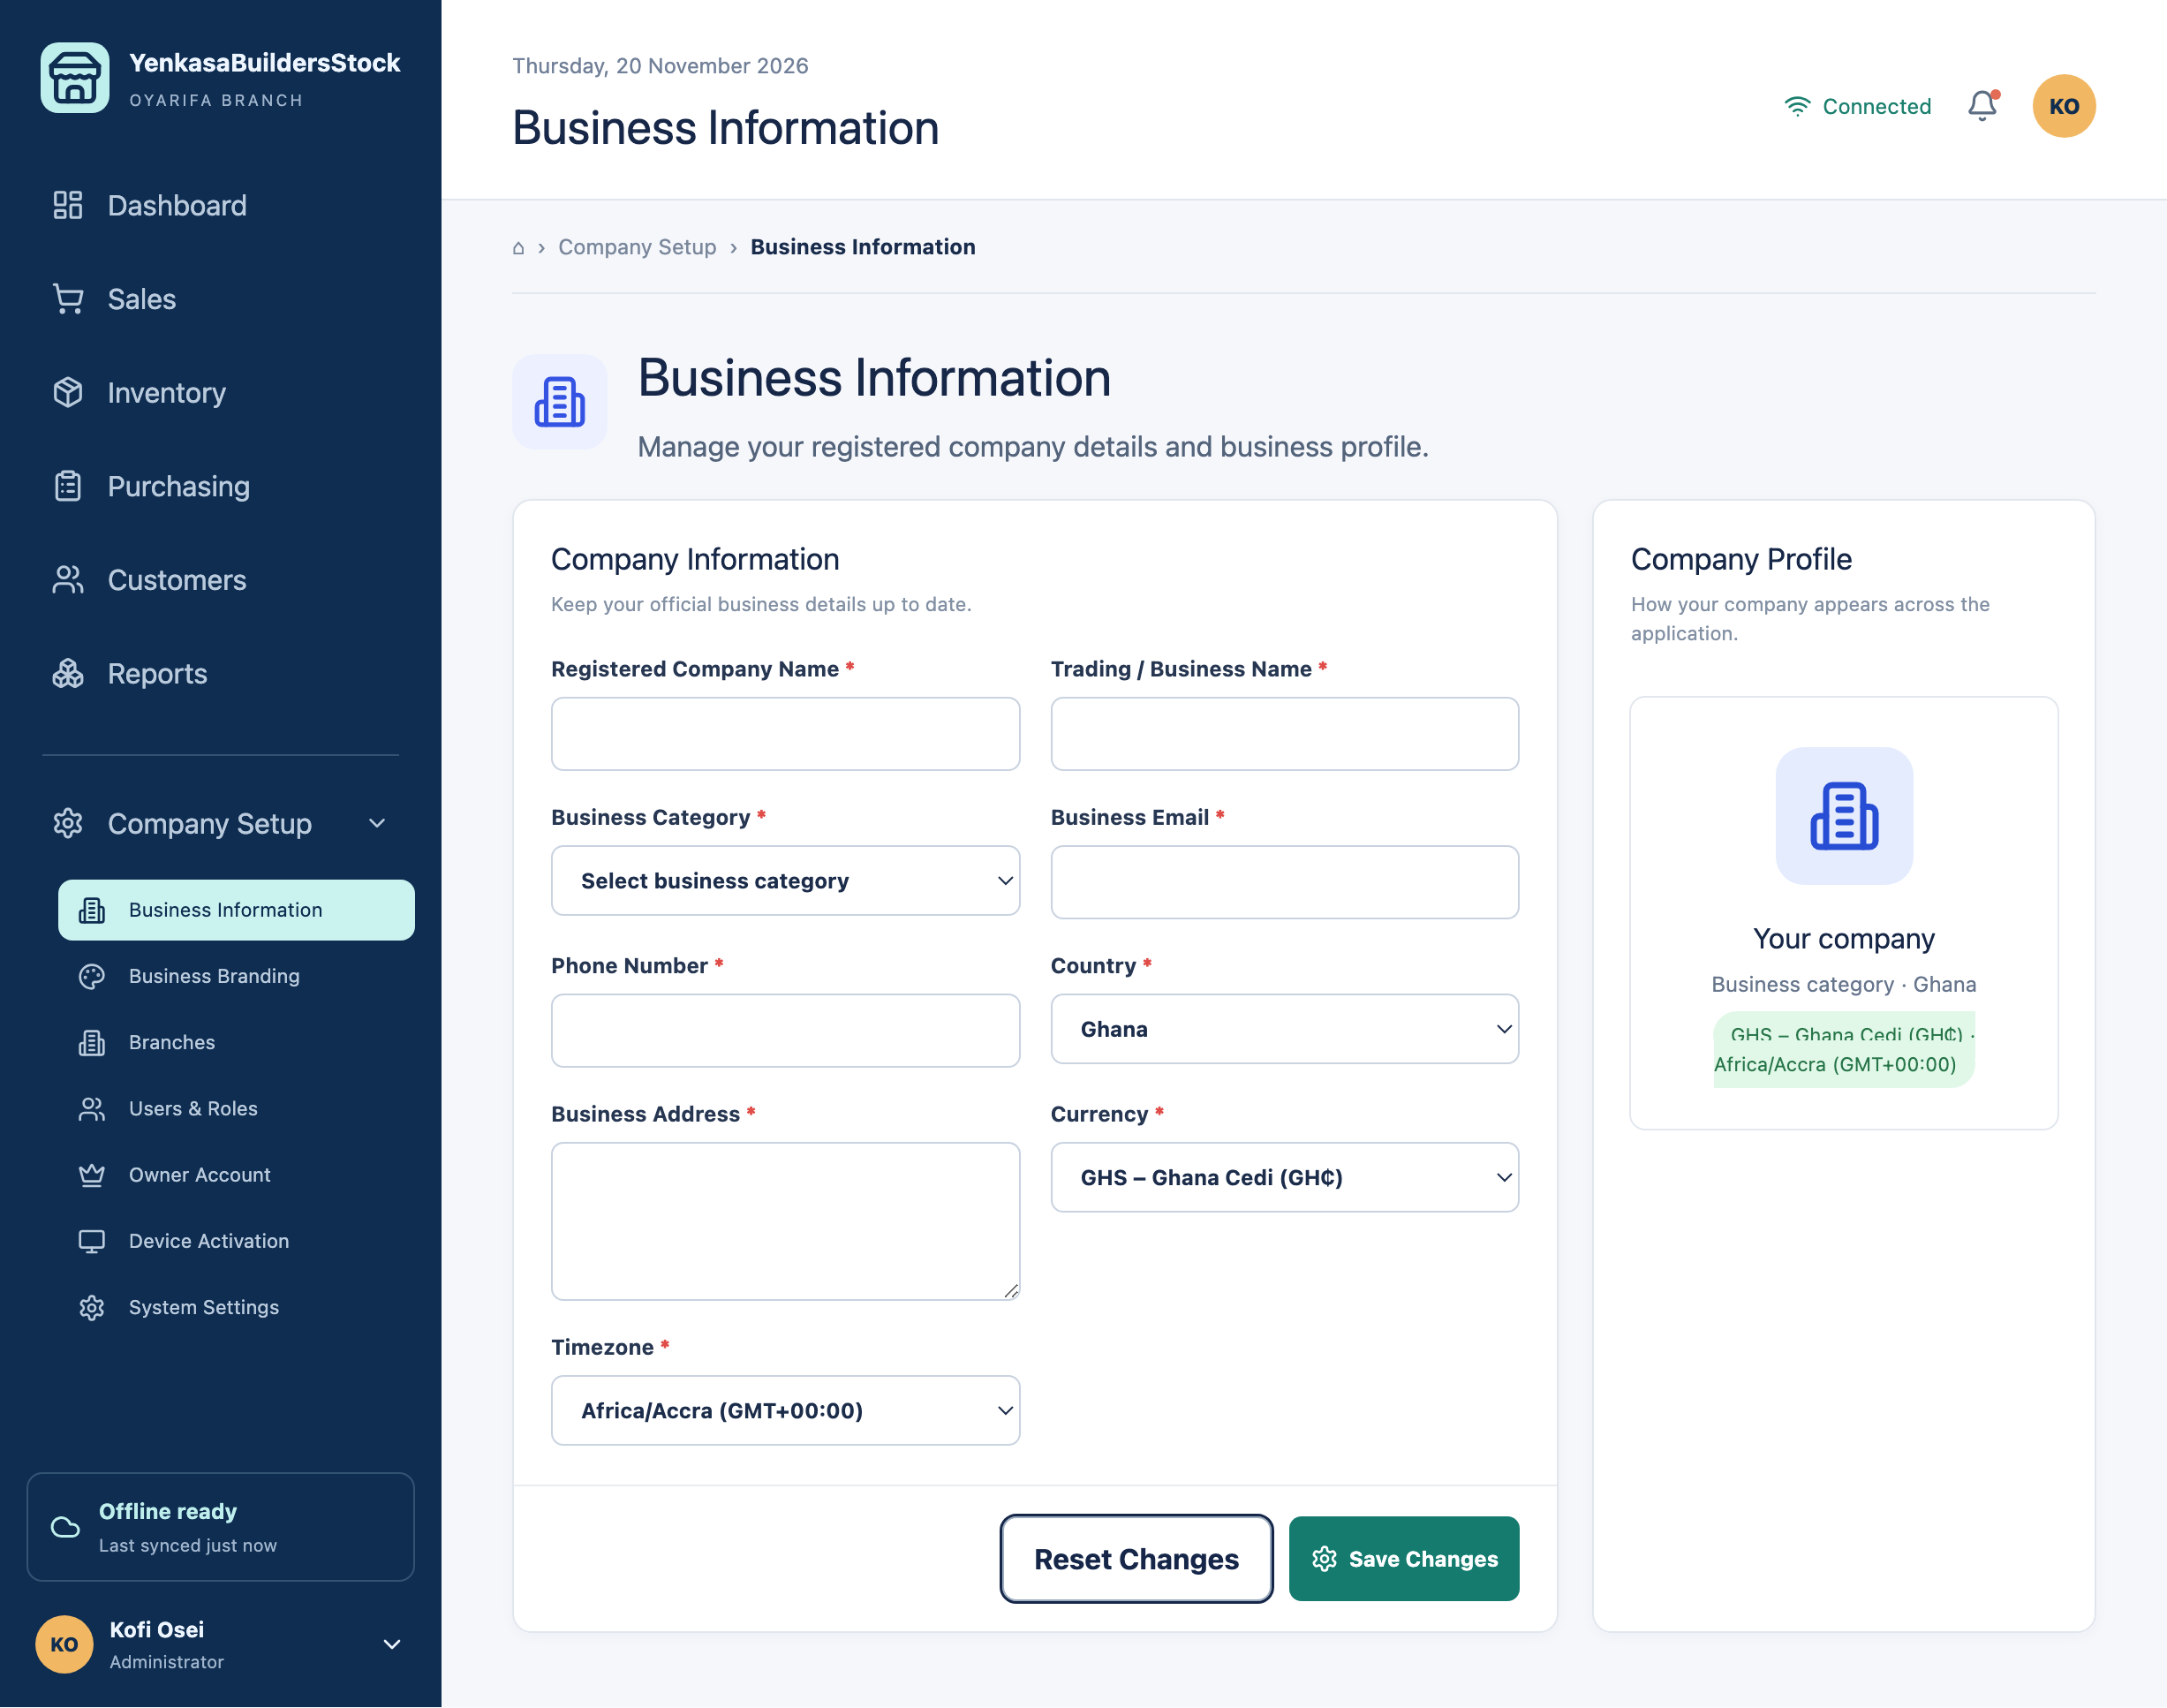 YenkasaBuildersStock
OYARIFA BRANCH
Dashboard
Sales
Inventory
Purchasing
Customers
Reports
Company Setup
Business Information
Business Branding
Branches
Users & Roles
Owner Account
Device Activation
System Settings
Offline ready
Last synced just now
KO
Kofi Osei
Administrator
Thursday, 20 November 2026
Business Information
Connected
KO
⌂ › Company Setup › Business Information
Business Information
Manage your registered company details and business profile.
Company Information
Keep your official business details up to date.
Registered Company Name *
Trading / Business Name *
Business Category *
Select business category
Business Email *
Phone Number *
Country *
Ghana
Business Address *
Currency *
GHS – Ghana Cedi (GH₵)
Timezone *
Africa/Accra (GMT+00:00)
Reset Changes
Save Changes
Company Profile
How your company appears across the
application.
Your company
Business category · Ghana
GHS – Ghana Cedi (GH₵) ·
Africa/Accra (GMT+00:00)